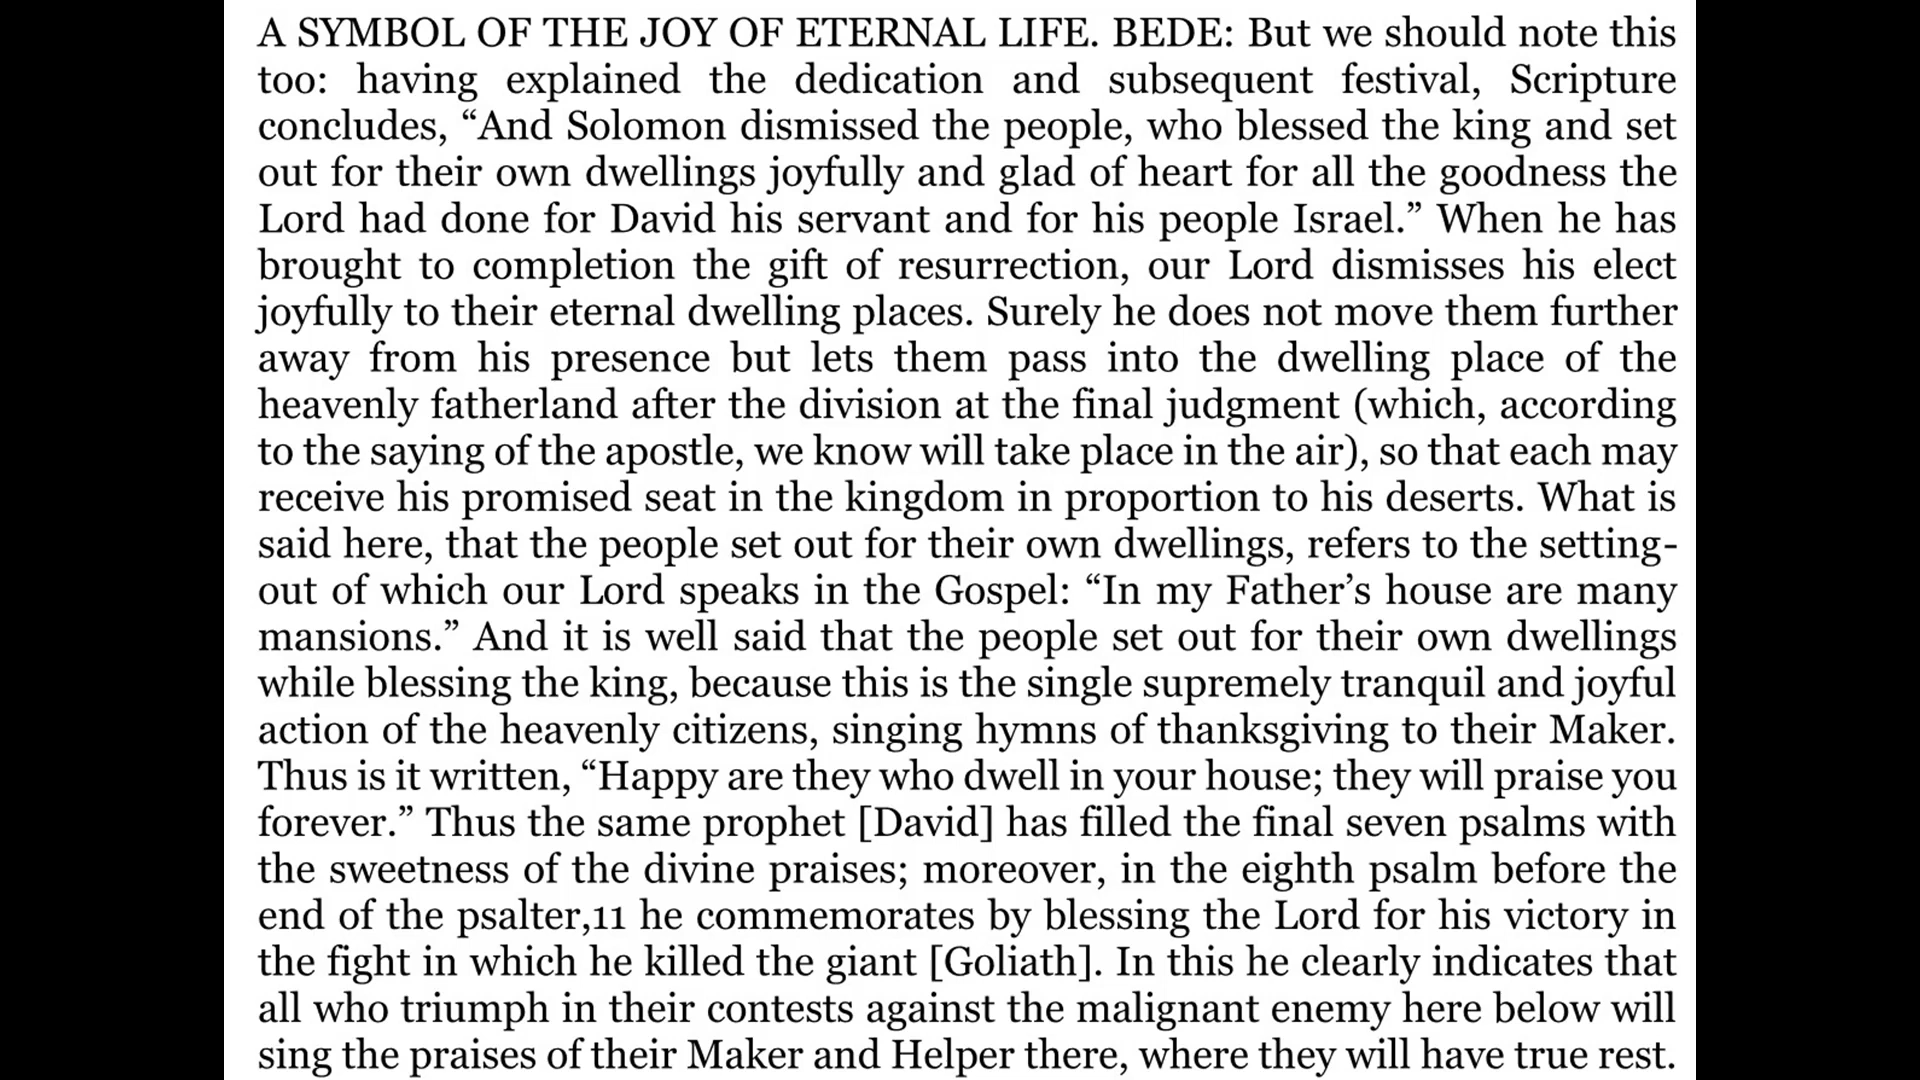 A SYMBOL OF THE JOY OF ETERNAL LIFE. BEDE: But we should note this
too: having explained the dedication and subsequent festival, Scripture
concludes, “And Solomon dismissed the people, who blessed the king and set
out for their own dwellings joyfully and glad of heart for all the goodness the
Lord had done for David his servant and for his people Israel.” When he has
brought to completion the gift of resurrection, our Lord dismisses his elect
joyfully to their eternal dwelling places. Surely he does not move them further
away from his presence but lets them pass into the dwelling place of the
heavenly fatherland after the division at the final judgment (which, according
to the saying of the apostle, we know will take place in the air), so that each may
receive his promised seat in the kingdom in proportion to his deserts. What is
said here, that the people set out for their own dwellings, refers to the setting-
out of which our Lord speaks in the Gospel: “In my Father’s house are many
mansions.” And it is well said that the people set out for their own dwellings
while blessing the king, because this is the single supremely tranquil and joyful
action of the heavenly citizens, singing hymns of thanksgiving to their Maker.
Thus is it written, “Happy are they who dwell in your house; they will praise you
forever.” Thus the same prophet [David] has filled the final seven psalms with
the sweetness of the divine praises; moreover, in the eighth psalm before the
end of the psalter,11 he commemorates by blessing the Lord for his victory in
the fight in which he killed the giant [Goliath]. In this he clearly indicates that
all who triumph in their contests against the malignant enemy here below will
sing the praises of their Maker and Helper there, where they will have true rest.